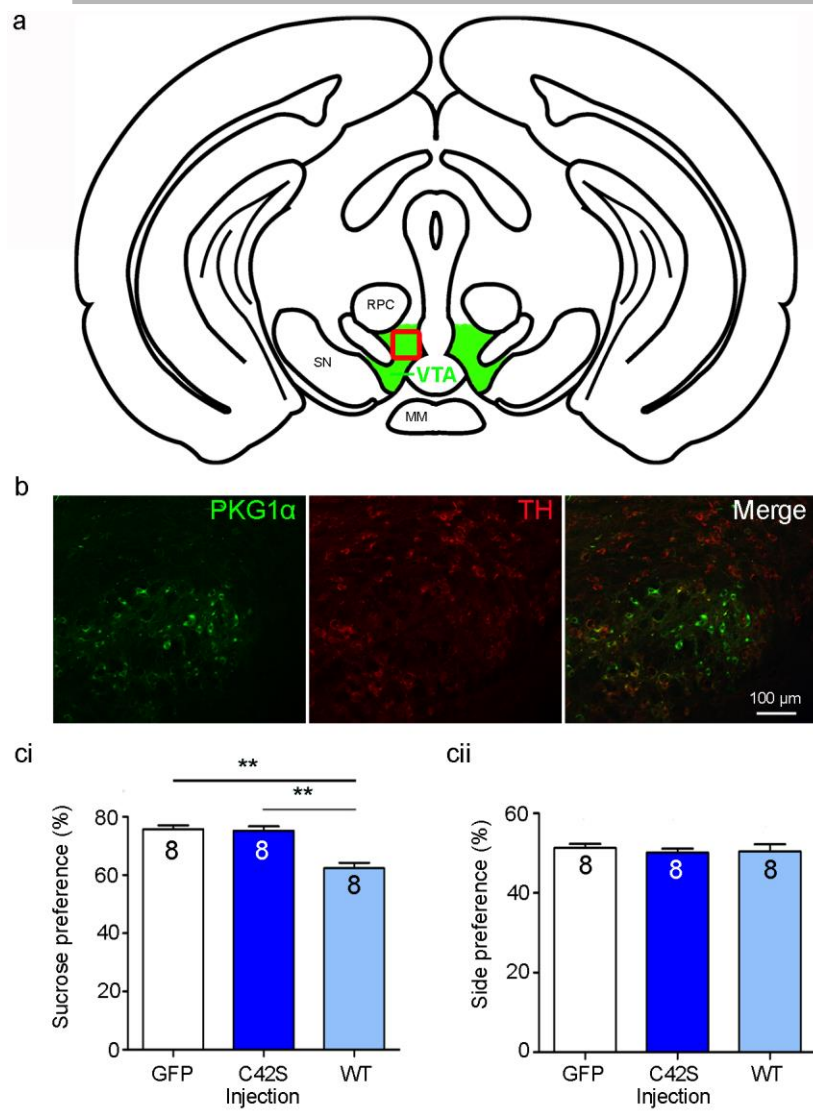 a
RPC
SN
VTA
MM
b
PKG1α
TH
Merge
100 µm
ci
**
**
Sucrose preference (%)
80
60
40
20
0
8
8
8
GFP
C42S
WT
Injection
cii
Side preference (%)
60
40
20
0
8
8
8
GFP
C42S
WT
Injection